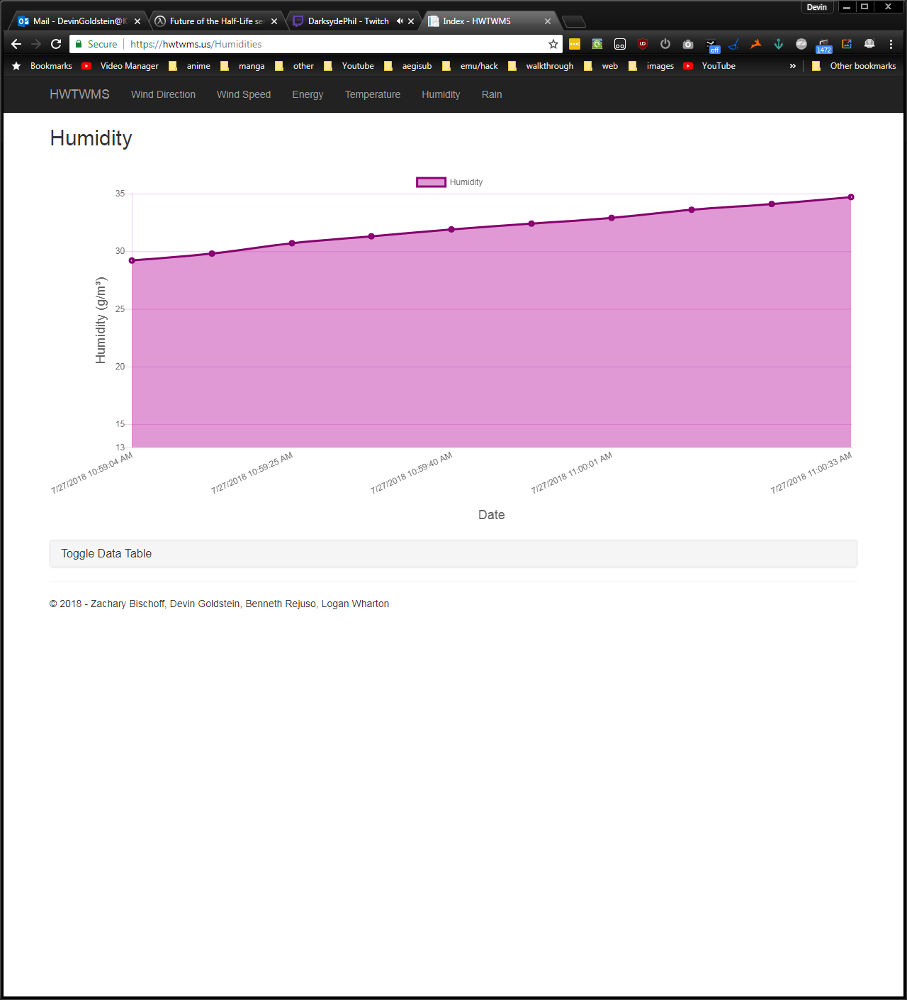 Devin
Mail - DevinGoldstein@K
Future of the Half-Life se
DarksydePhil - Twitch
Index - HWTWMS
Secure
https://hwtwms.us/Humidities
off
1472
Bookmarks
Video Manager
anime
manga
other
Youtube
aegisub
emu/hack
walkthrough
web
images
YouTube
»
Other bookmarks
HWTWMS
Wind Direction
Wind Speed
Energy
Temperature
Humidity
Rain
Humidity
Humidity
35
30
25
20
15
13
Humidity (g/m³)
7/27/2018 10:59:04 AM
7/27/2018 10:59:25 AM
7/27/2018 10:59:40 AM
7/27/2018 11:00:01 AM
7/27/2018 11:00:33 AM
Date
Toggle Data Table
© 2018 - Zachary Bischoff, Devin Goldstein, Benneth Rejuso, Logan Wharton